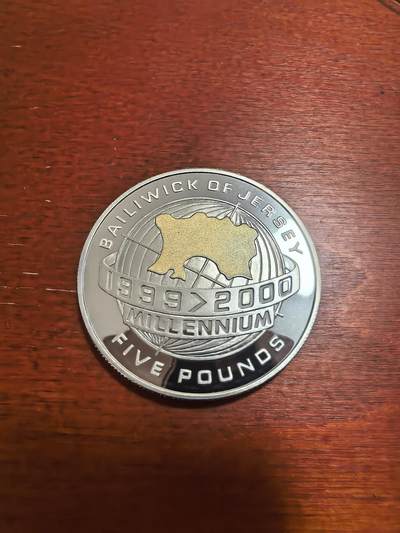 BAILIWICK OF JERSEY
1999>2000
MILLENNIUM
FIVE POUNDS